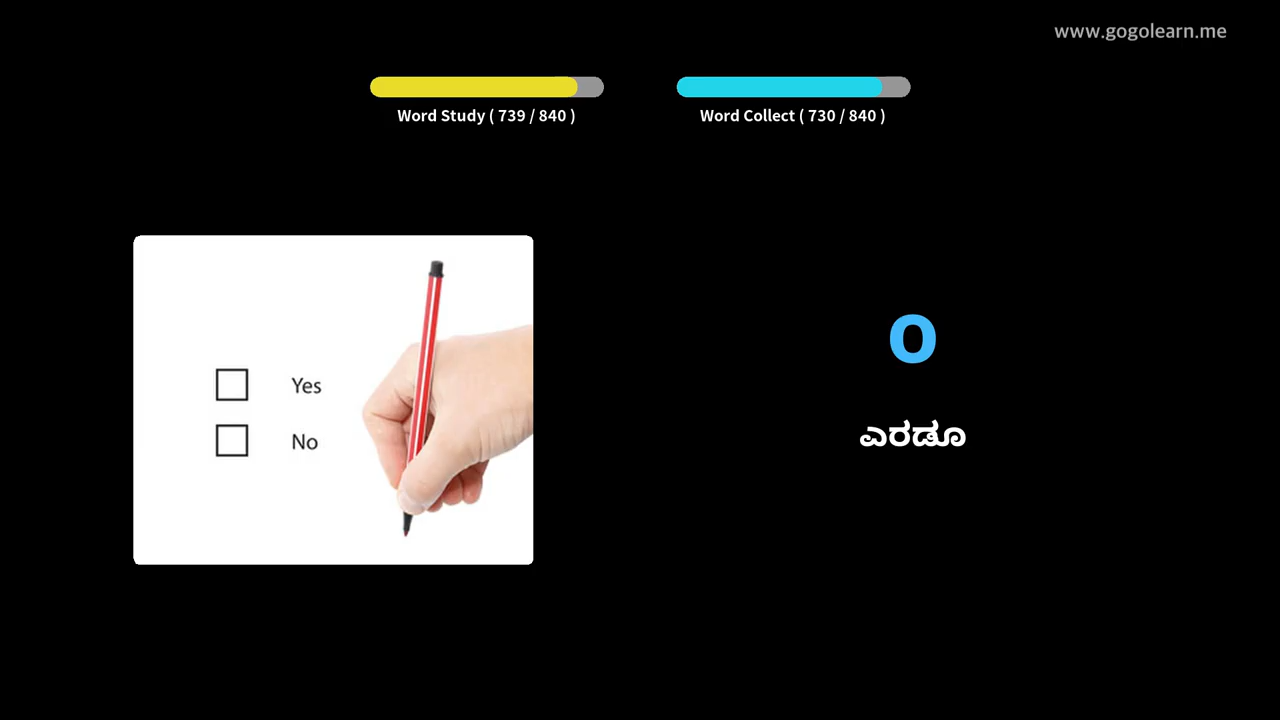 www.gogolearn.me
Word Study ( 739 / 840 )
Word Collect ( 730 / 840 )
Yes
No
o
ಎರಡೂ